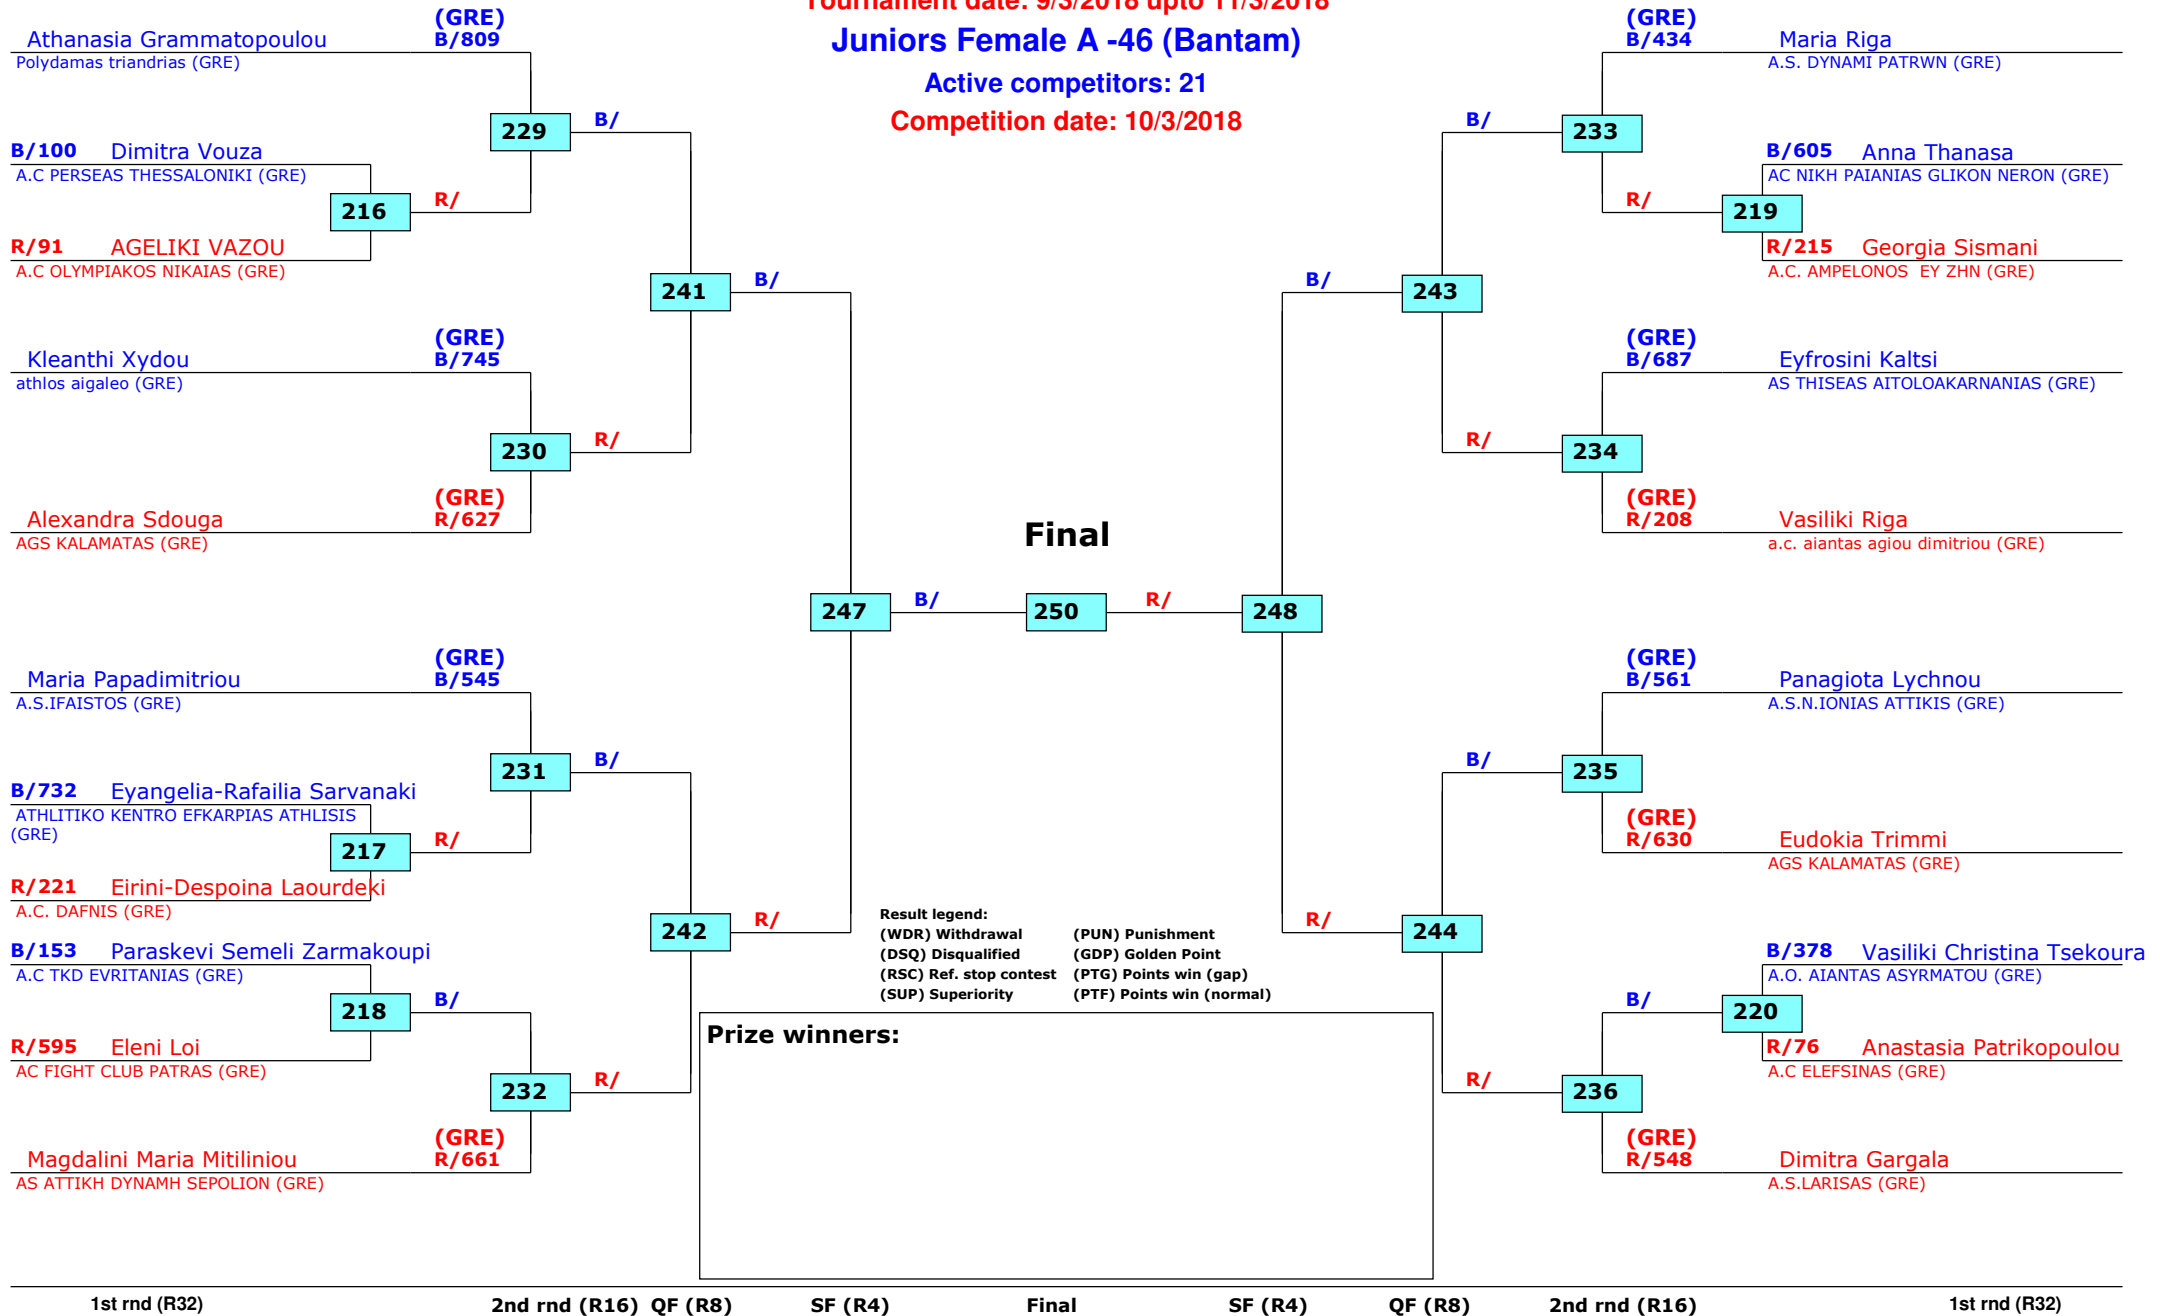 Tournament date: 9/3/2018 upto 11/3/2018
Juniors Female A -46 (Bantam)
Active competitors: 21
Competition date: 10/3/2018
(GRE)
Athanasia Grammatopoulou B/809
Polydamas triandrias (GRE)
229 B/
B/100 Dimitra Vouza
A.C PERSEAS THESSALONIKI (GRE)
216 R/
R/91 AGELIKI VAZOU
A.C OLYMPIAKOS NIKAIAS (GRE)
241 B/
(GRE)
Kleanthi Xydou B/745
athlos aigaleo (GRE)
230 R/
(GRE)
Alexandra Sdouga R/627
AGS KALAMATAS (GRE)
247 B/
(GRE)
Maria Papadimitriou B/545
A.S.IFAISTOS (GRE)
231 B/
B/732 Eyangelia-Rafailia Sarvanaki
ATHLITIKO KENTRO EFKARPIAS ATHLISIS
(GRE)
217 R/
R/221 Eirini-Despoina Laourdeki
A.C. DAFNIS (GRE)
242 R/
B/153 Paraskevi Semeli Zarmakoupi
A.C TKD EVRITANIAS (GRE)
218 B/
R/595 Eleni Loi
AC FIGHT CLUB PATRAS (GRE)
232 R/
(GRE)
Magdalini Maria Mitiliniou R/661
AS ATTIKH DYNAMH SEPOLION (GRE)
Final
250
R/ 248
(GRE)
B/434 Maria Riga
A.S. DYNAMI PATRWN (GRE)
B/ 233
B/605 Anna Thanasa
AC NIKH PAIANIAS GLIKON NERON (GRE)
R/ 219
R/215 Georgia Sismani
A.C. AMPELONOS  EY ZHN (GRE)
B/ 243
(GRE)
B/687 Eyfrosini Kaltsi
AS THISEAS AITOLOAKARNANIAS (GRE)
R/ 234
(GRE)
R/208 Vasiliki Riga
a.c. aiantas agiou dimitriou (GRE)
(GRE)
B/561 Panagiota Lychnou
A.S.N.IONIAS ATTIKIS (GRE)
B/ 235
(GRE)
R/630 Eudokia Trimmi
AGS KALAMATAS (GRE)
R/ 244
B/378 Vasiliki Christina Tsekoura
A.O. AIANTAS ASYRMATOU (GRE)
B/ 220
R/76 Anastasia Patrikopoulou
A.C ELEFSINAS (GRE)
R/ 236
(GRE)
R/548 Dimitra Gargala
A.S.LARISAS (GRE)
Result legend:
(WDR) Withdrawal (PUN) Punishment
(DSQ) Disqualified (GDP) Golden Point
(RSC) Ref. stop contest (PTG) Points win (gap)
(SUP) Superiority (PTF) Points win (normal)
Prize winners:
1st rnd (R32) 2nd rnd (R16) QF (R8) SF (R4) Final SF (R4) QF (R8) 2nd rnd (R16) 1st rnd (R32)